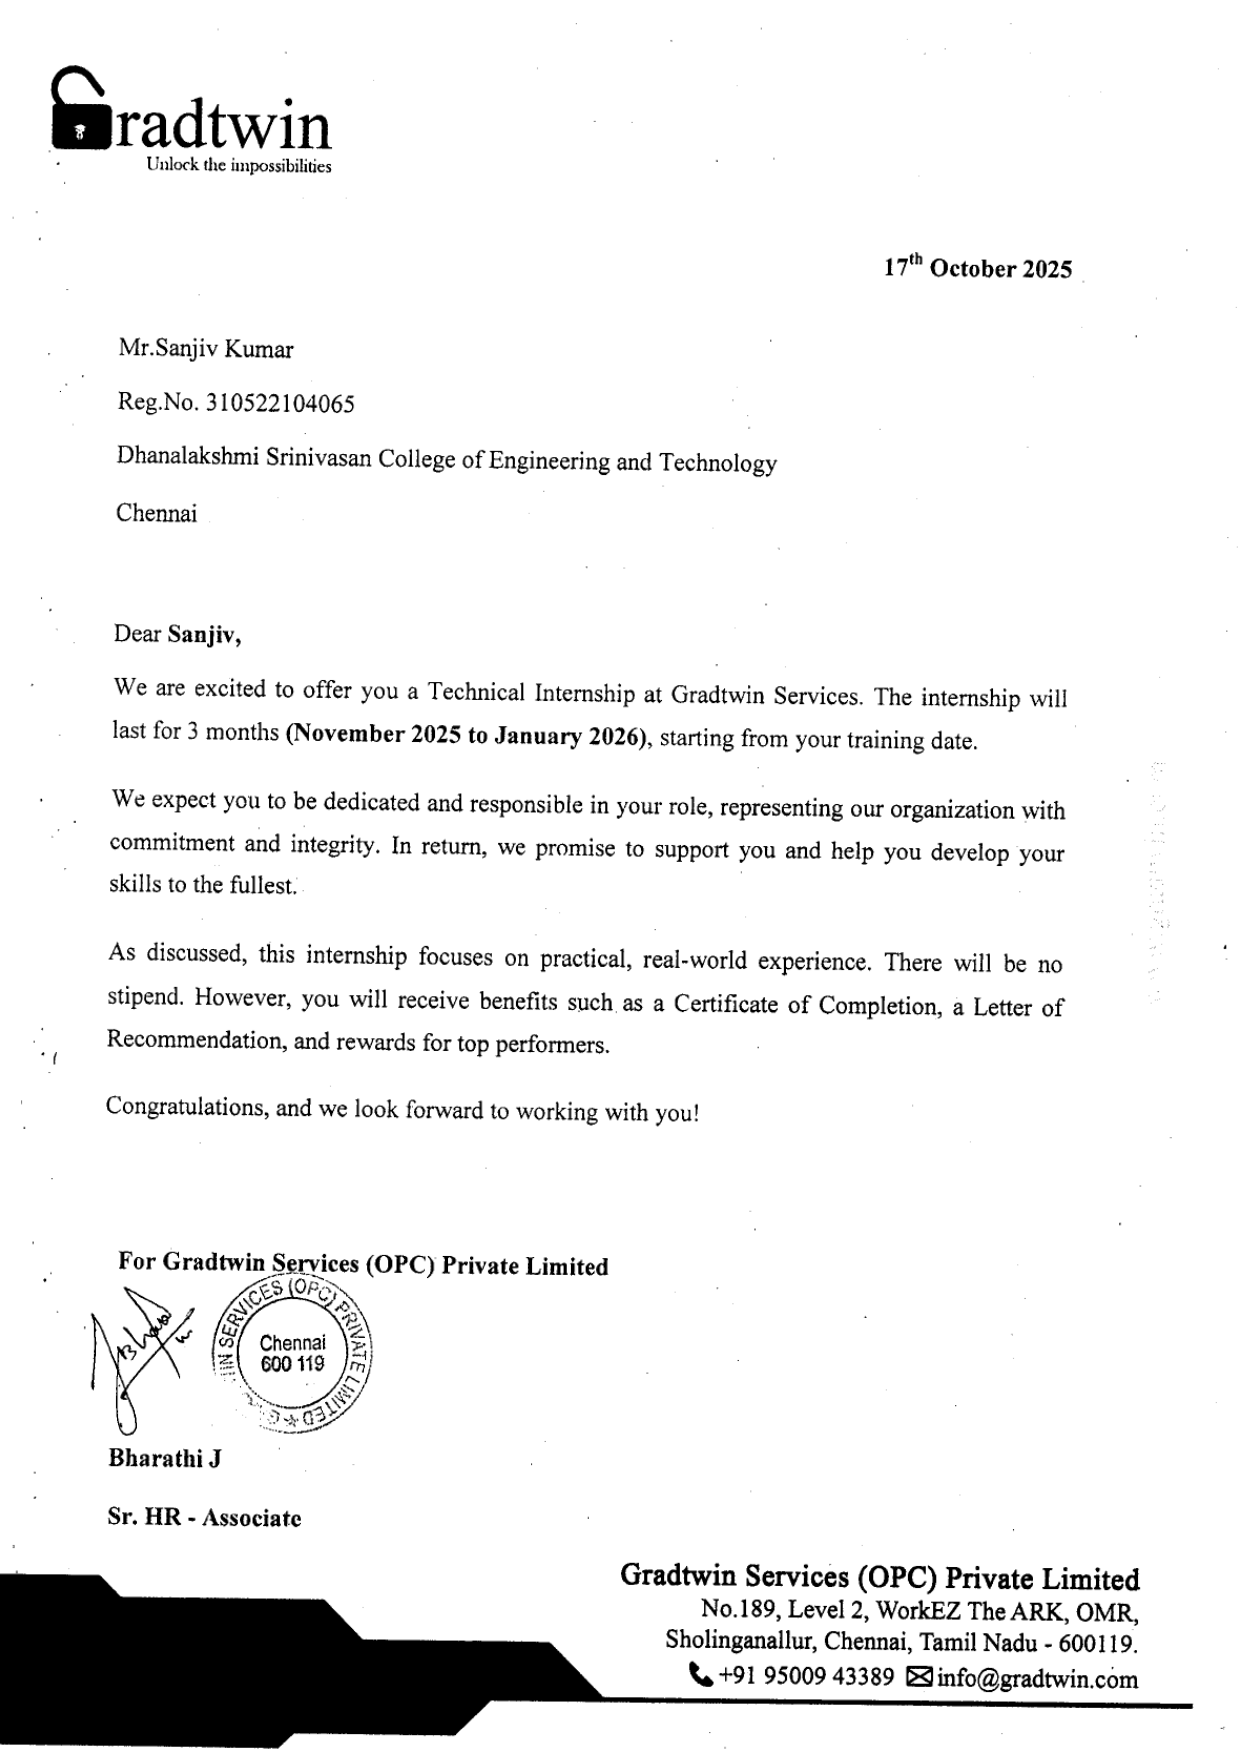 radtwin
Unlock the impossibilities
17th October 2025
Mr.Sanjiv Kumar
Reg.No. 310522104065
Dhanalakshmi Srinivasan College of Engineering and Technology
Chennai
Dear Sanjiv,
We are excited to offer you a Technical Internship at Gradtwin Services. The internship will
last for 3 months (November 2025 to January 2026), starting from your training date.
We expect you to be dedicated and responsible in your role, representing our organization with
commitment and integrity. In return, we promise to support you and help you develop your
skills to the fullest.
As discussed, this internship focuses on practical, real-world experience. There will be no
stipend. However, you will receive benefits such as a Certificate of Completion, a Letter of
Recommendation, and rewards for top performers.
Congratulations, and we look forward to working with you!
For Gradtwin Services (OPC) Private Limited
SERVICES (OPC) PRIVATE LIMITED
Chennai
600 119
Bharathi J
Sr. HR - Associate
Gradtwin Services (OPC) Private Limited
No.189, Level 2, WorkEZ The ARK, OMR,
Sholinganallur, Chennai, Tamil Nadu - 600119.
+91 95009 43389 info@gradtwin.com